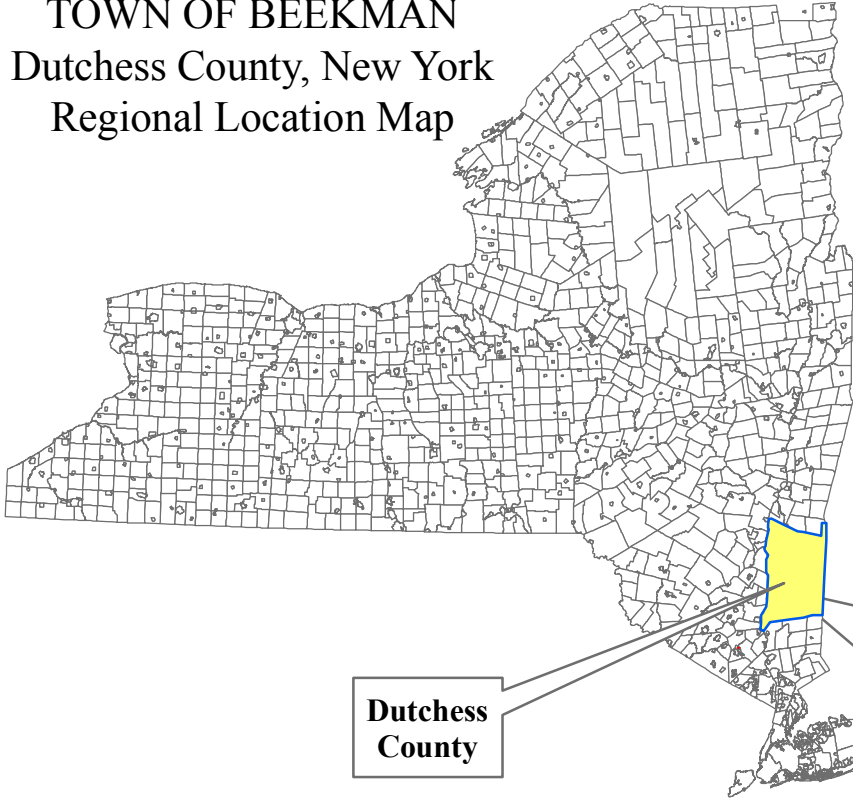 TOWN OF BEEKMAN
Dutchess County, New York
Regional Location Map
Dutchess
County